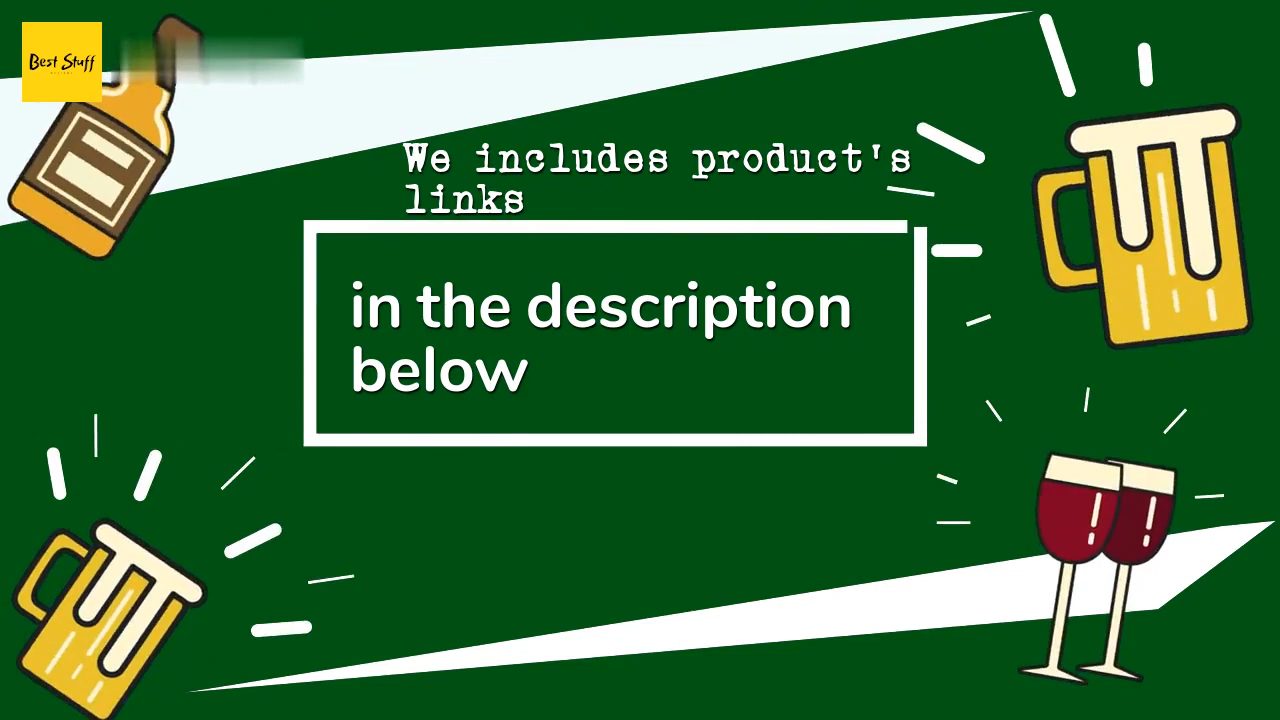 Best Stuff
We includes product's
links
in the description
below